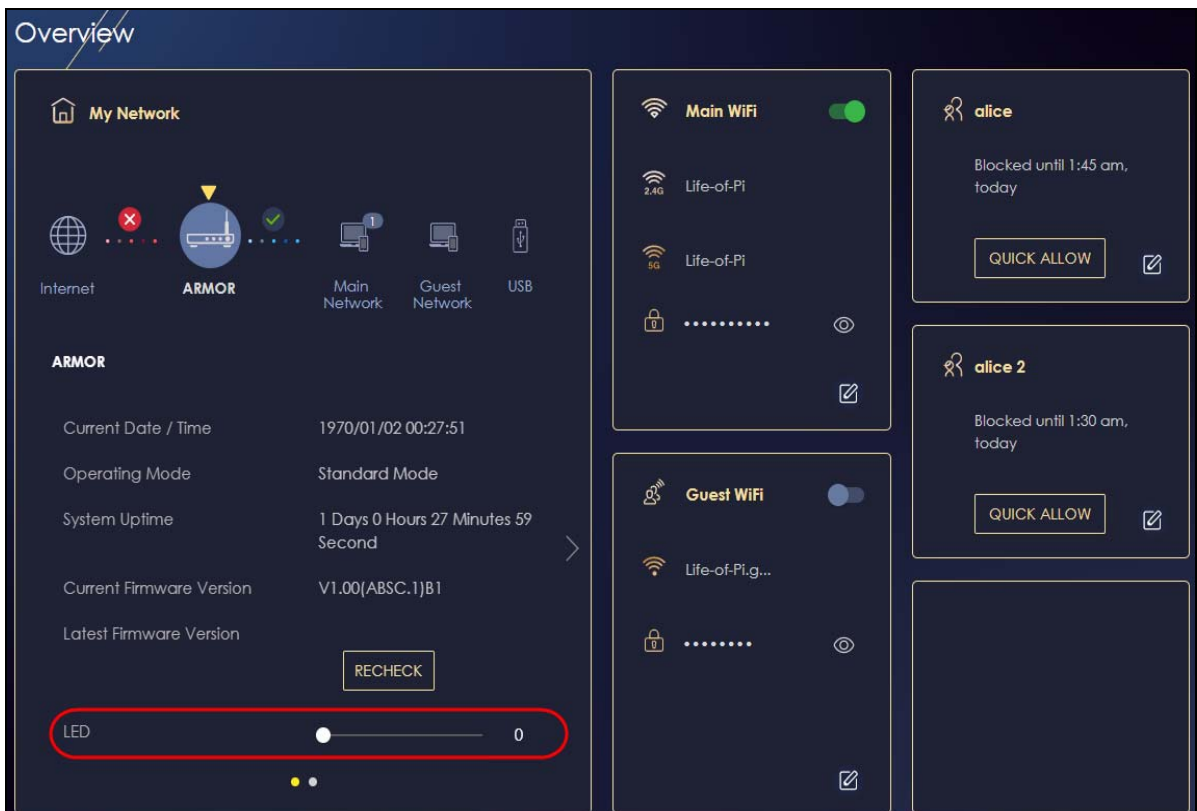 Overview
My Network
1
Internet
ARMOR
Main
Network
Guest
Network
USB
ARMOR
Current Date / Time 1970/01/02 00:27:51
Operating Mode Standard Mode
System Uptime 1 Days 0 Hours 27 Minutes 59
Second
Current Firmware Version V1.00(ABSC.1)B1
Latest Firmware Version
RECHECK
LED 0
Main WiFi
2.4G Life-of-Pi
5G Life-of-Pi
••••••••••
Guest WiFi
Life-of-Pi.g...
••••••••
alice
Blocked until 1:45 am,
today
QUICK ALLOW
alice 2
Blocked until 1:30 am,
today
QUICK ALLOW